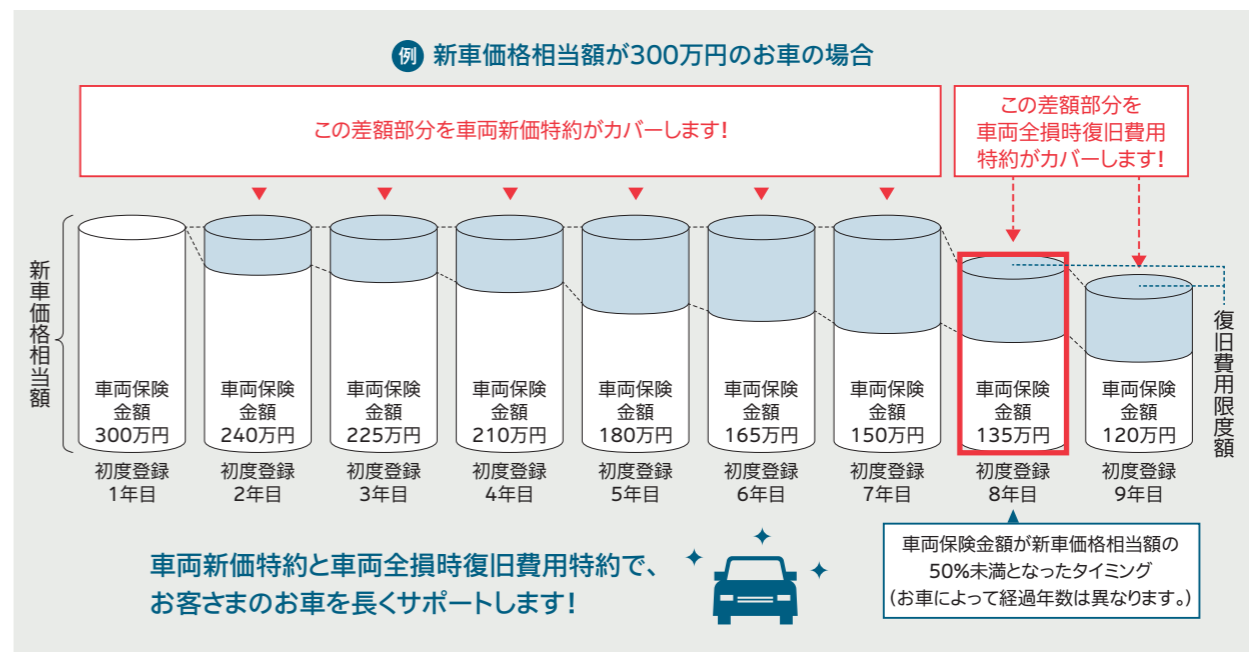 例 新車価格相当額が300万円のお車の場合
この差額部分を車両新価特約がカバーします!
この差額部分を
車両全損時復旧費用
特約がカバーします!
新車価格相当額
車両保険
金額
300万円
初度登録
1年目
車両保険
金額
240万円
初度登録
2年目
車両保険
金額
225万円
初度登録
3年目
車両保険
金額
210万円
初度登録
4年目
車両保険
金額
180万円
初度登録
5年目
車両保険
金額
165万円
初度登録
6年目
車両保険
金額
150万円
初度登録
7年目
車両保険
金額
135万円
初度登録
8年目
車両保険
金額
120万円
初度登録
9年目
復旧費用限度額
車両新価特約と車両全損時復旧費用特約で、
お客さまのお車を長くサポートします!
車両保険金額が新車価格相当額の
50%未満となったタイミング
(お車によって経過年数は異なります。)